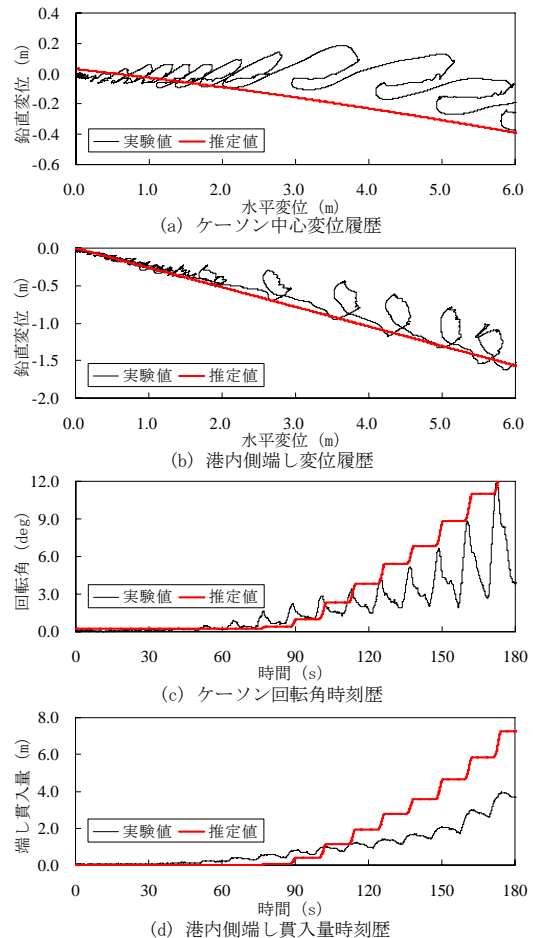 0.4
0.2
0.0
-0.2
-0.4
-0.6
鉛直変位 (m)
実験値 推定値
0.0 1.0 2.0 3.0 4.0 5.0 6.0
水平変位 (m)
(a) ケーソン中心変位履歴
0.0
-0.5
-1.0
-1.5
-2.0
鉛直変位 (m)
実験値 推定値
0.0 1.0 2.0 3.0 4.0 5.0 6.0
水平変位 (m)
(b) 港内側端し変位履歴
12.0
9.0
6.0
3.0
0.0
回転角 (deg)
実験値 推定値
0 30 60 90 120 150 180
時間 (s)
(c) ケーソン回転角時刻歴
8.0
6.0
4.0
2.0
0.0
端し貫入量 (m)
実験値 推定値
0 30 60 90 120 150 180
時間 (s)
(d) 港内側端し貫入量時刻歴